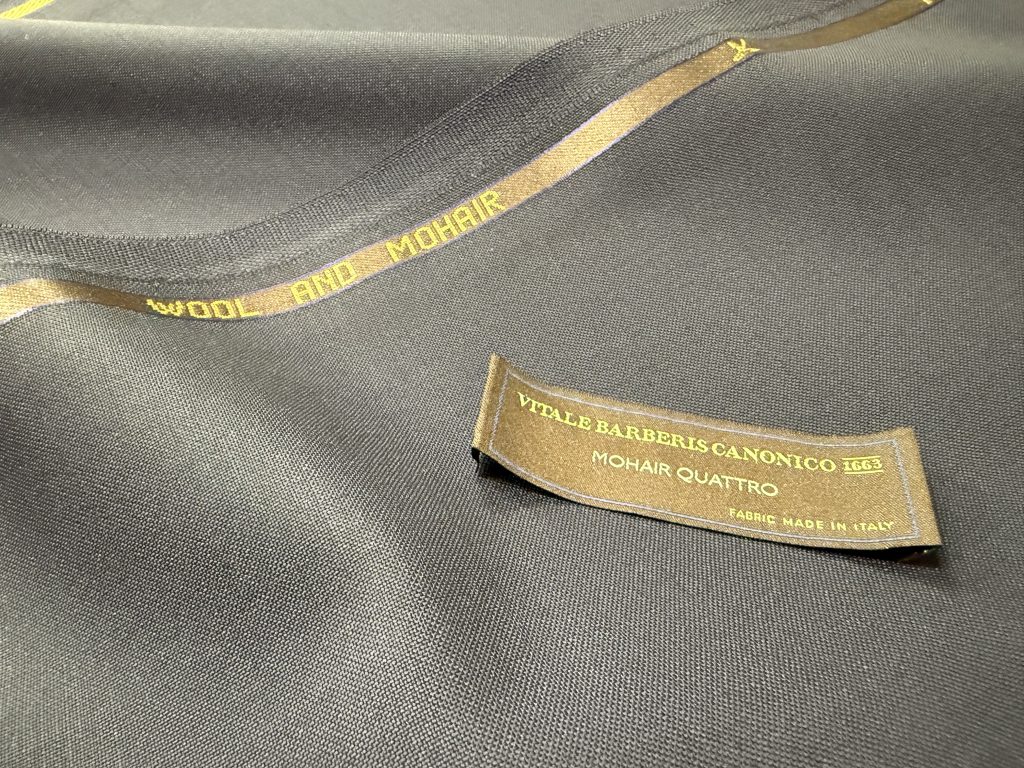 WOOL AND MOHAIR
VITALE BARBERIS CANONICO 1663
MOHAIR QUATTRO
FABRIC MADE IN ITALY